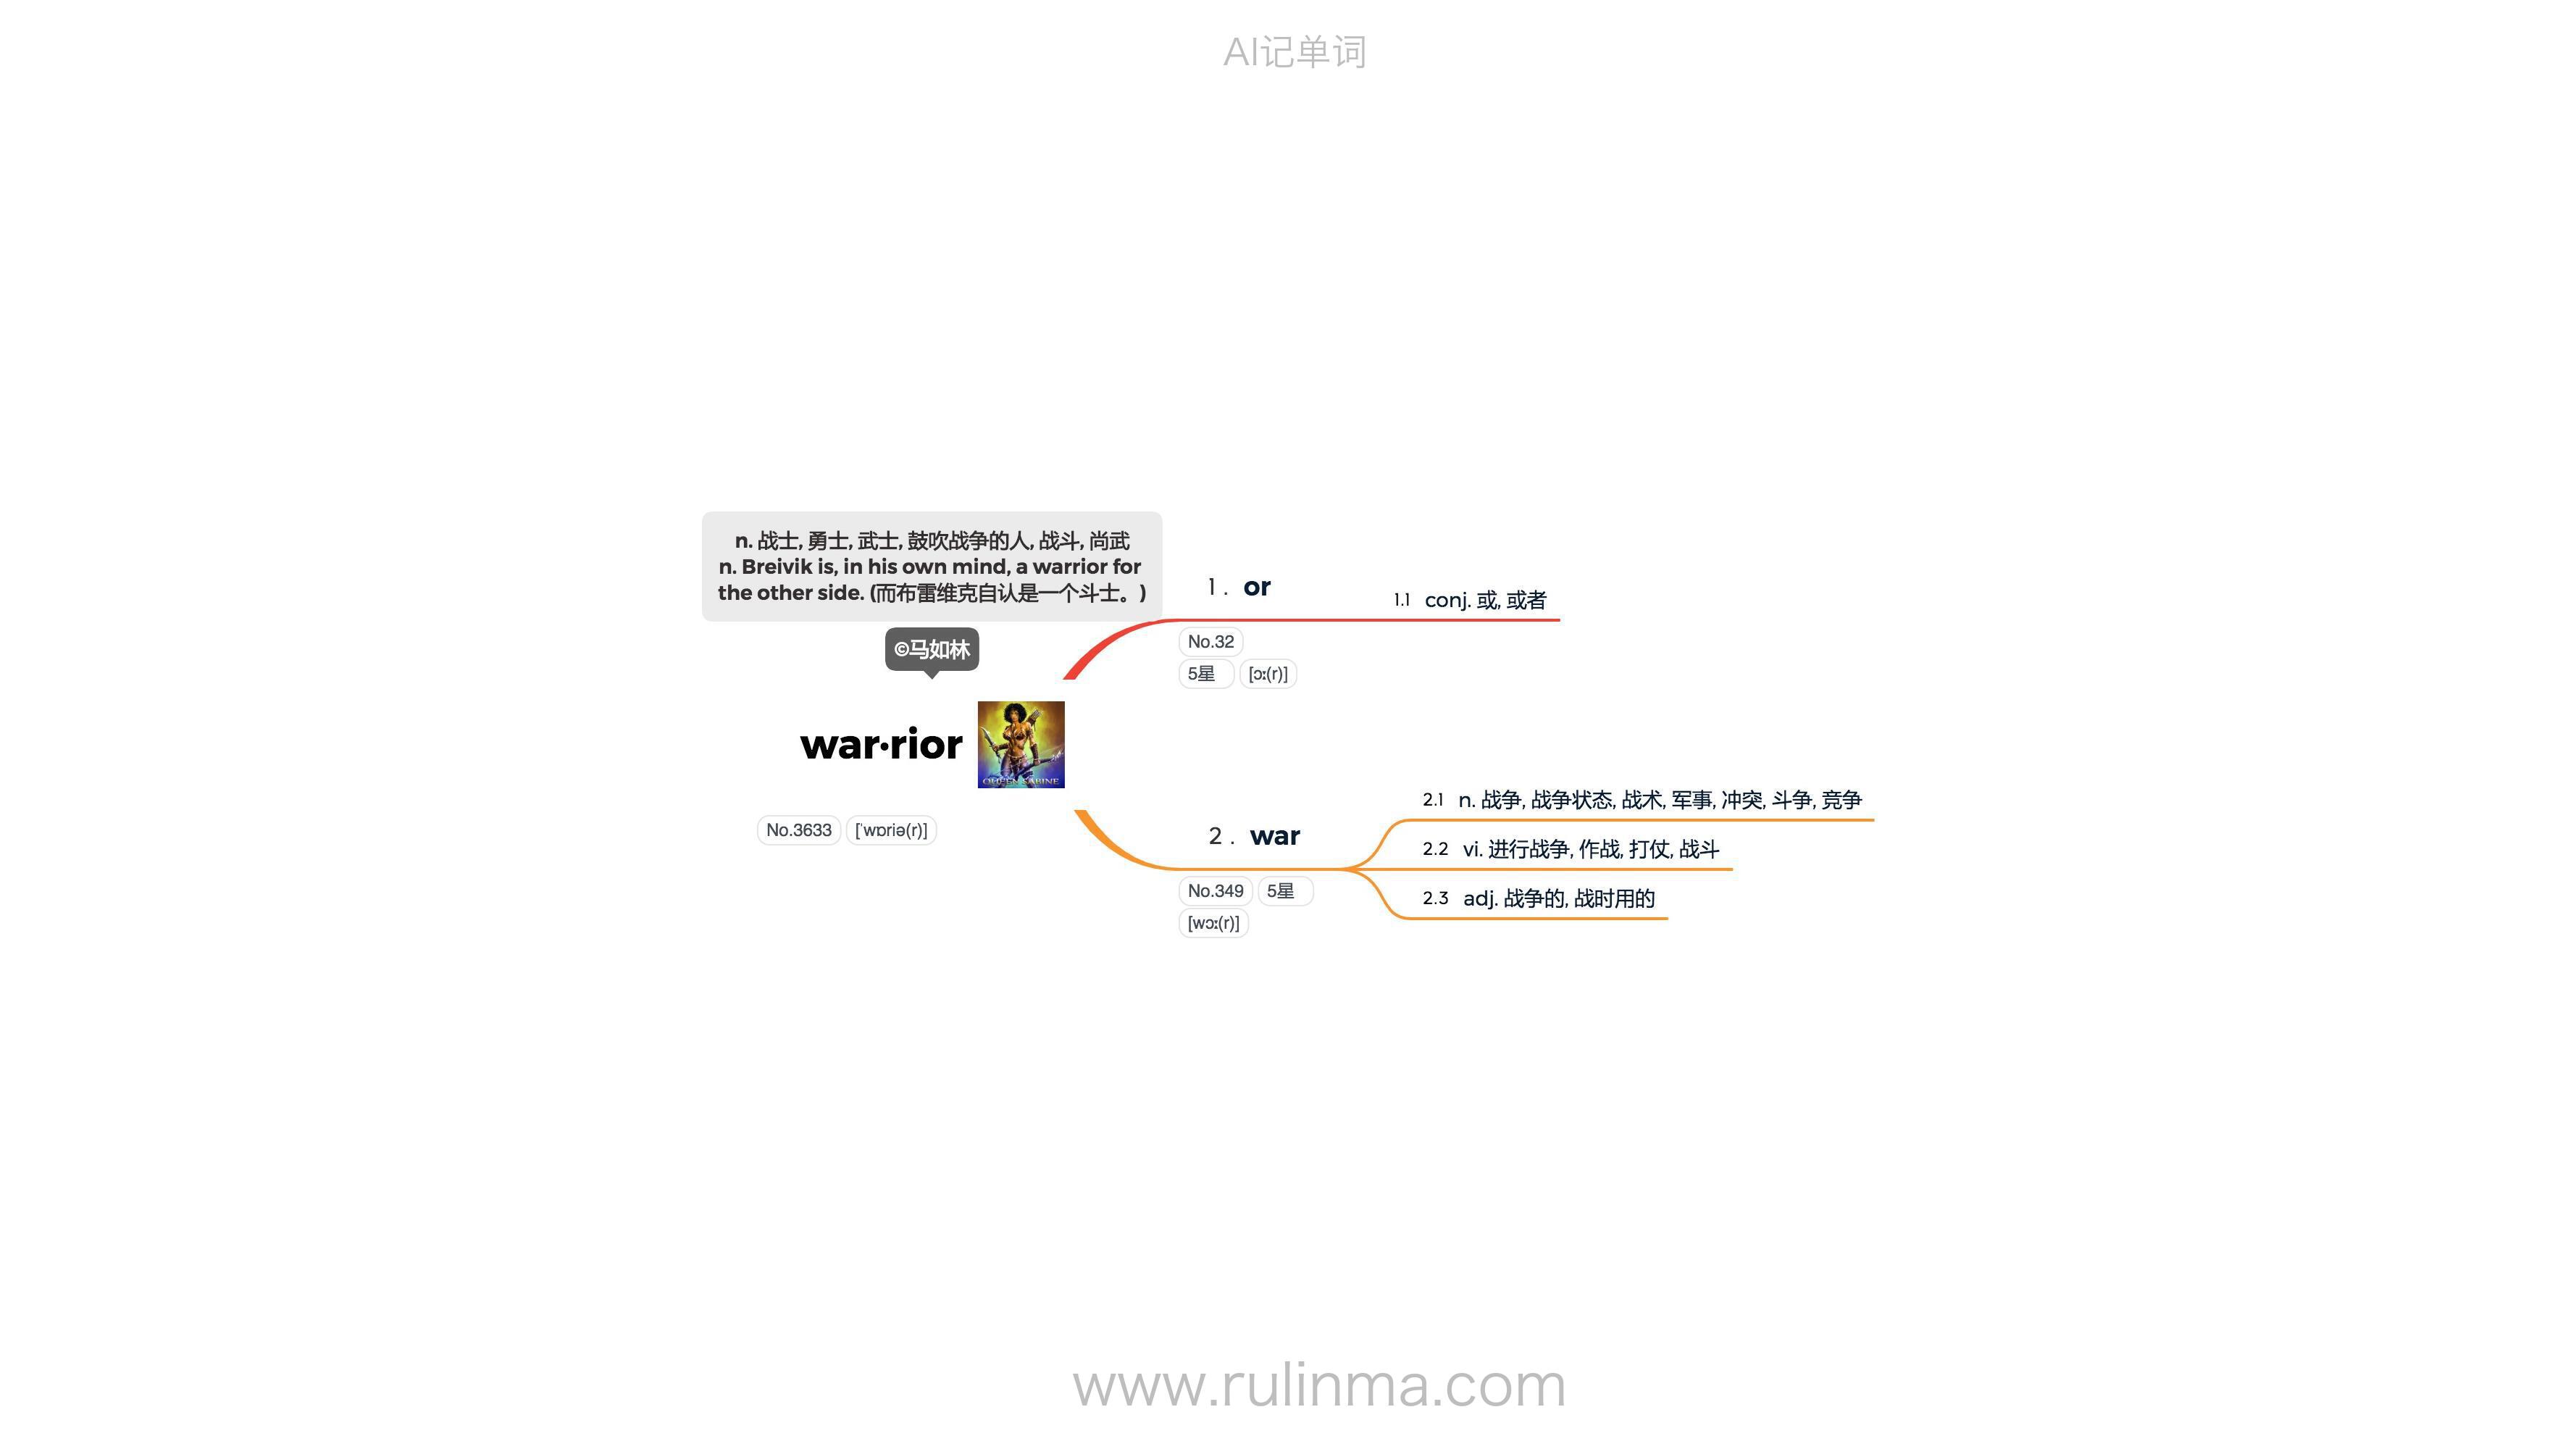 AI记单词
n. 战士, 勇士, 武士, 鼓吹战争的人, 战斗, 尚武
n. Breivik is, in his own mind, a warrior for
the other side. (而布雷维克自认是一个斗士。)
©马如林
war·rior
QUEEN SABINE
No.3633 ['wɒriə(r)]
1. or
No.32
5星 [ɔː(r)]
1.1 conj. 或, 或者
2. war
No.349 5星
[wɔː(r)]
2.1 n. 战争, 战争状态, 战术, 军事, 冲突, 斗争, 竞争
2.2 vi. 进行战争, 作战, 打仗, 战斗
2.3 adj. 战争的, 战时用的
www.rulinma.com